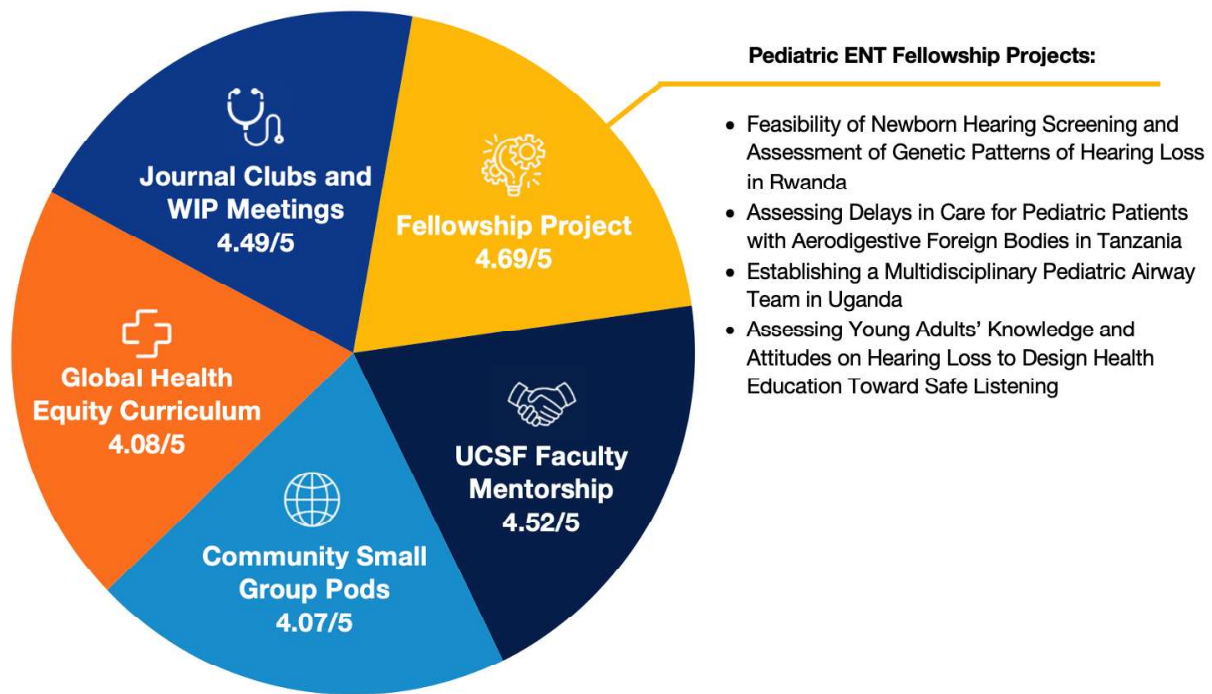 Journal Clubs and
WIP Meetings
4.49/5
Fellowship Project
4.69/5
Global Health
Equity Curriculum
4.08/5
UCSF Faculty
Mentorship
4.52/5
Community Small
Group Pods
4.07/5
Pediatric ENT Fellowship Projects:
• Feasibility of Newborn Hearing Screening and
Assessment of Genetic Patterns of Hearing Loss
in Rwanda
• Assessing Delays in Care for Pediatric Patients
with Aerodigestive Foreign Bodies in Tanzania
• Establishing a Multidisciplinary Pediatric Airway
Team in Uganda
• Assessing Young Adults’ Knowledge and
Attitudes on Hearing Loss to Design Health
Education Toward Safe Listening